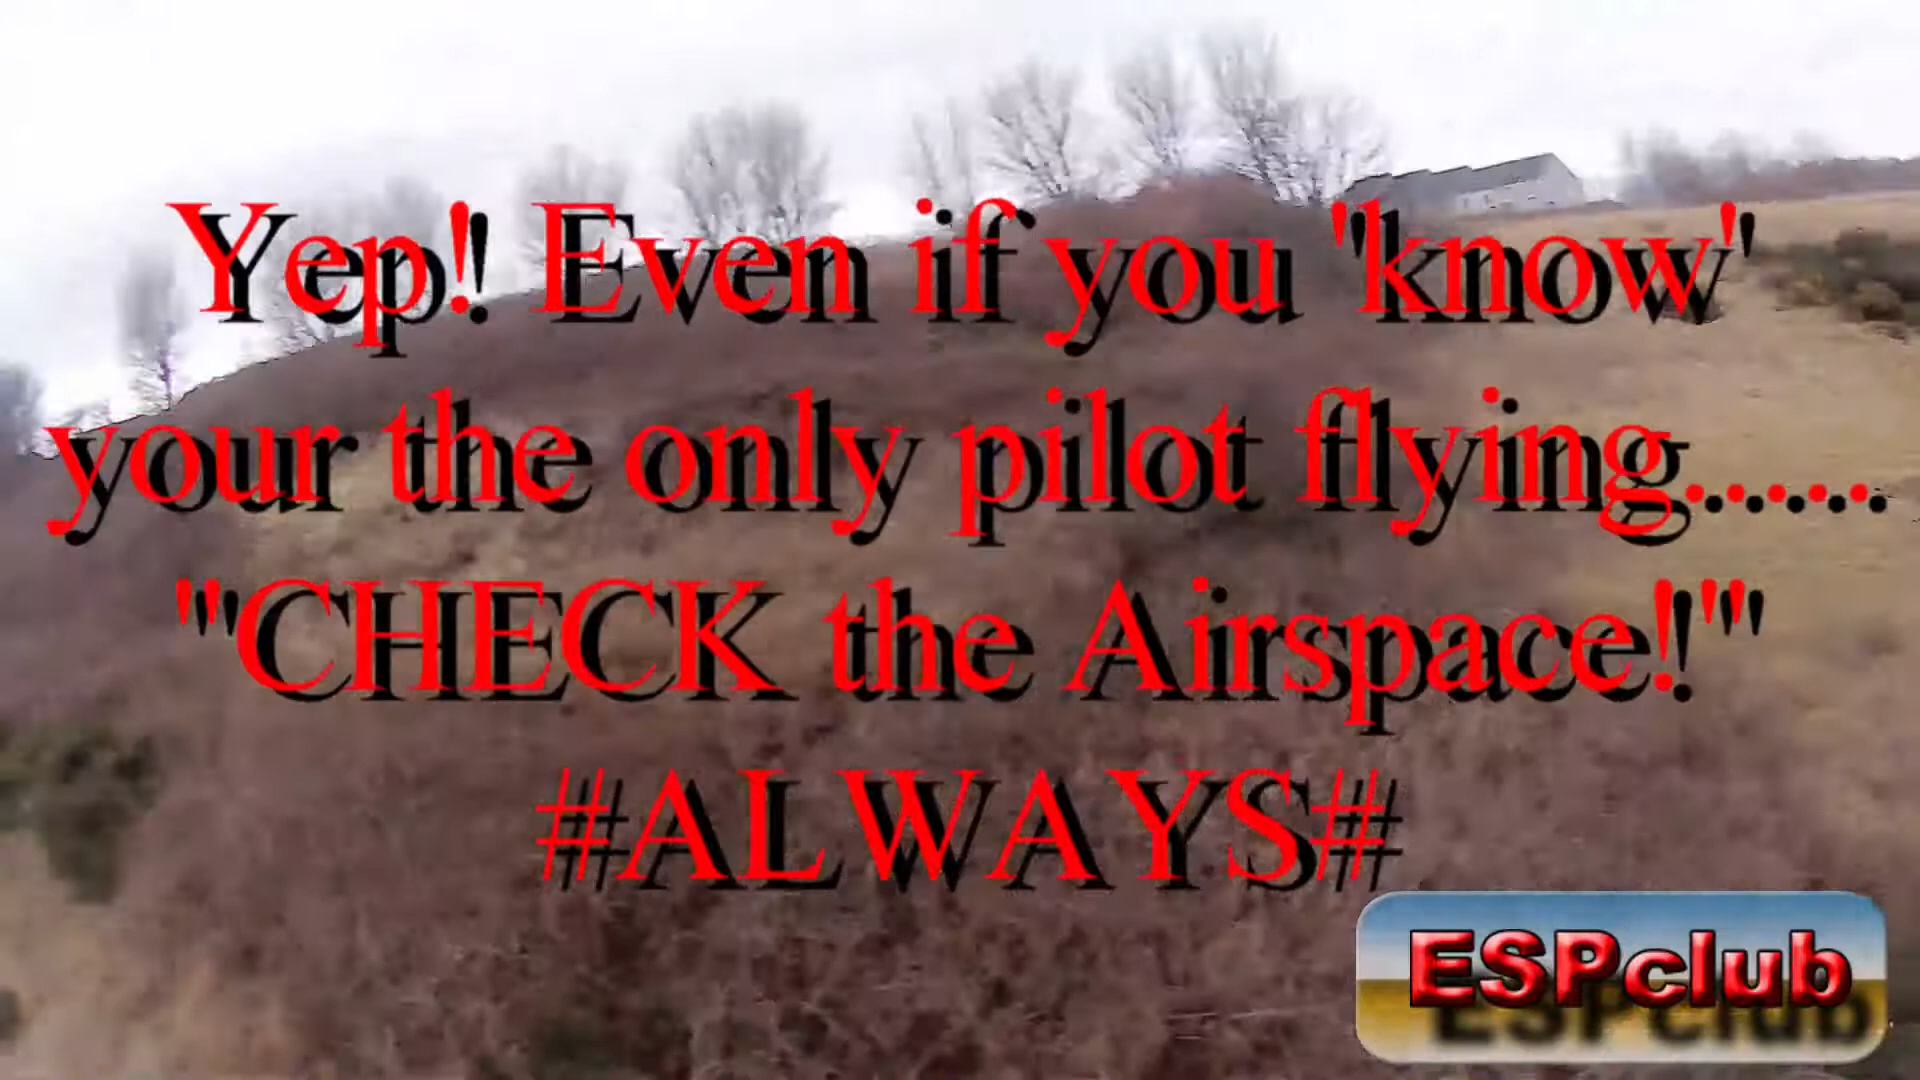 Yep! Even if you 'know'
your the only pilot flying......
"'CHECK the Airspace!'"
#ALWAYS#
ESPclub